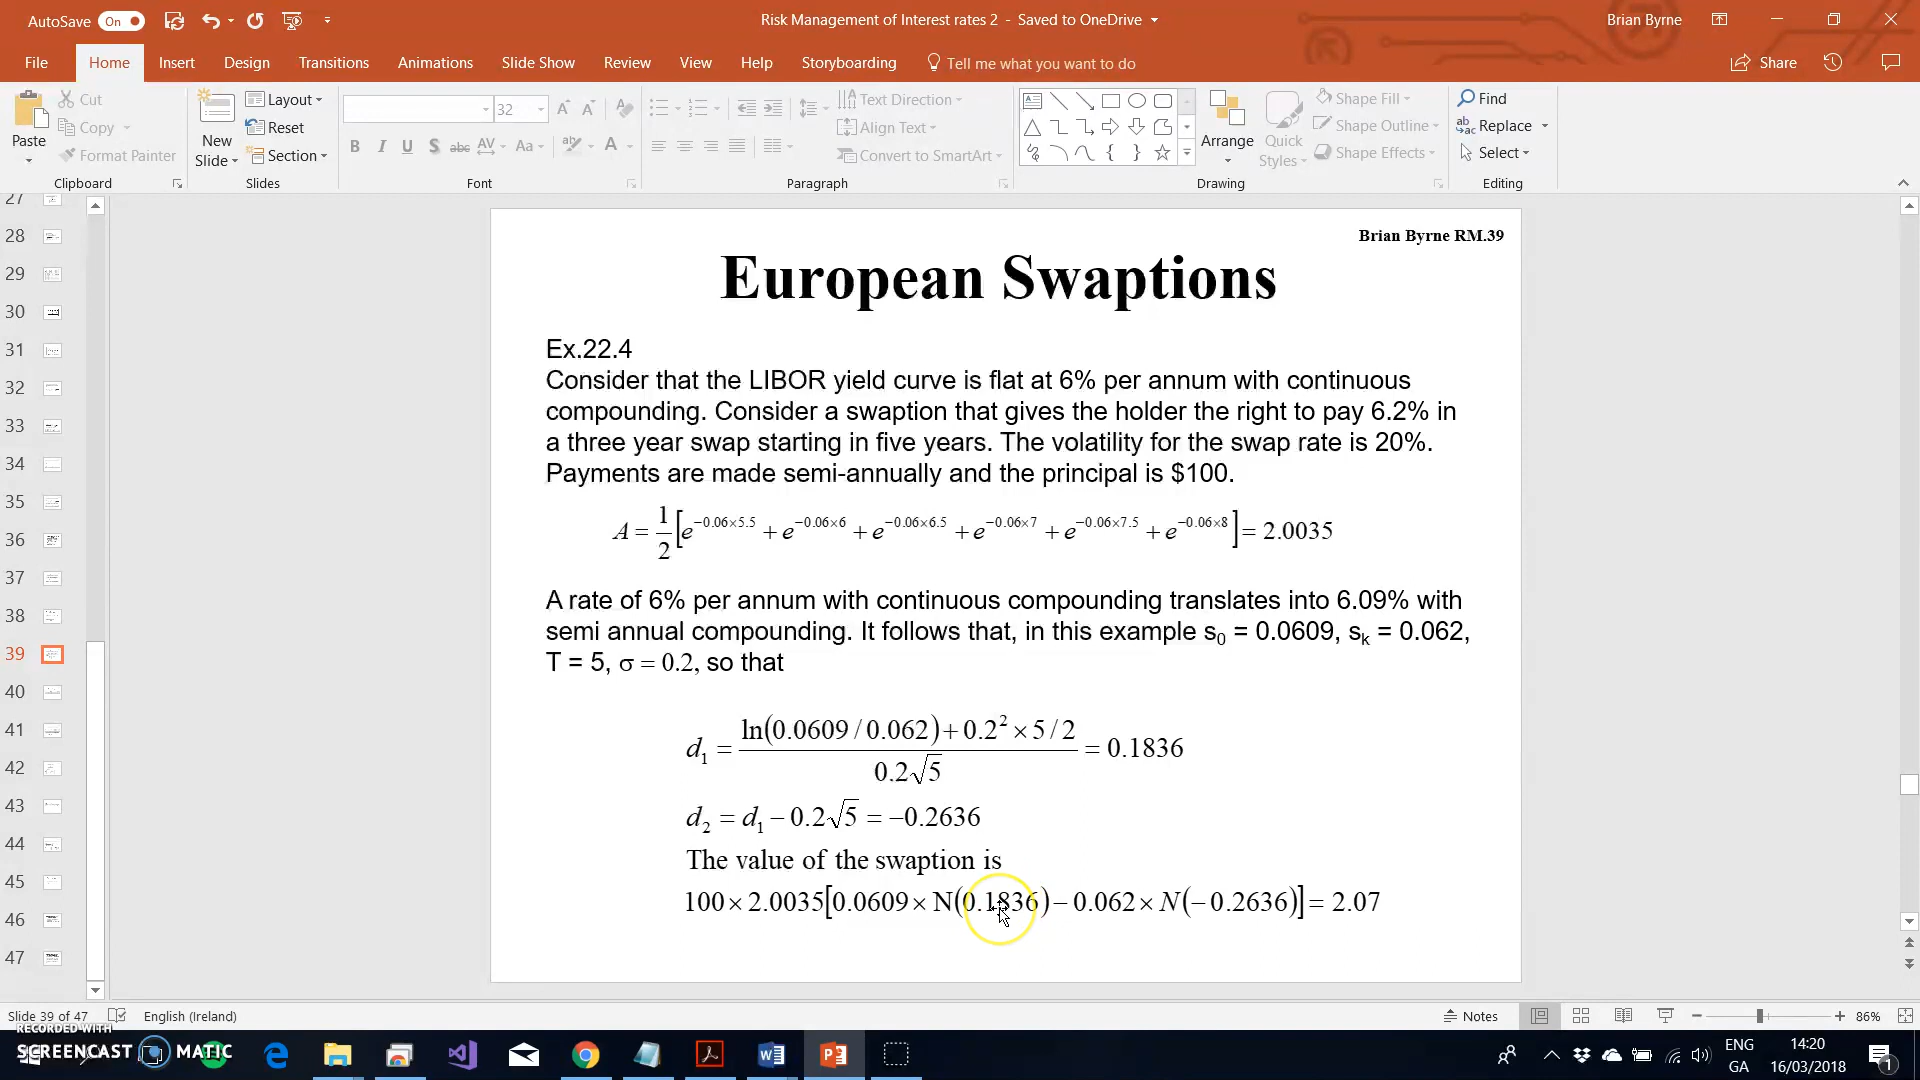 AutoSave On
Risk Management of Interest rates 2 - Saved to OneDrive
Brian Byrne
File Home Insert Design Transitions Animations Slide Show Review View Help Storyboarding Tell me what you want to do Share
Cut
Copy
Format Painter
Paste
Clipboard
New Slide
Layout
Reset
Section
Slides
32
B I U S abc AV Aa A
Font
Text Direction
Align Text
Convert to SmartArt
Paragraph
Arrange
Quick Styles
Shape Fill
Shape Outline
Shape Effects
Drawing
Find
Replace
Select
Editing
27
28
29
30
31
32
33
34
35
36
37
38
39
40
41
42
43
44
45
46
47
Brian Byrne RM.39
European Swaptions
Ex.22.4
Consider that the LIBOR yield curve is flat at 6% per annum with continuous
compounding. Consider a swaption that gives the holder the right to pay 6.2% in
a three year swap starting in five years. The volatility for the swap rate is 20%.
Payments are made semi-annually and the principal is $100.
A = 1/2 [e^{-0.06×5.5} + e^{-0.06×6} + e^{-0.06×6.5} + e^{-0.06×7} + e^{-0.06×7.5} + e^{-0.06×8}] = 2.0035
A rate of 6% per annum with continuous compounding translates into 6.09% with
semi annual compounding. It follows that, in this example s₀ = 0.0609, sₖ = 0.062,
T = 5, σ = 0.2, so that
d₁ = (ln(0.0609 / 0.062) + 0.2² × 5 / 2) / (0.2√5) = 0.1836
d₂ = d₁ − 0.2√5 = −0.2636
The value of the swaption is
100 × 2.0035[0.0609 × N(0.1836) − 0.062 × N(− 0.2636)] = 2.07
Slide 39 of 47 English (Ireland) Notes 86%
RECORDED WITH
SCREENCAST MATIC
ENG
GA
14:20
16/03/2018
1